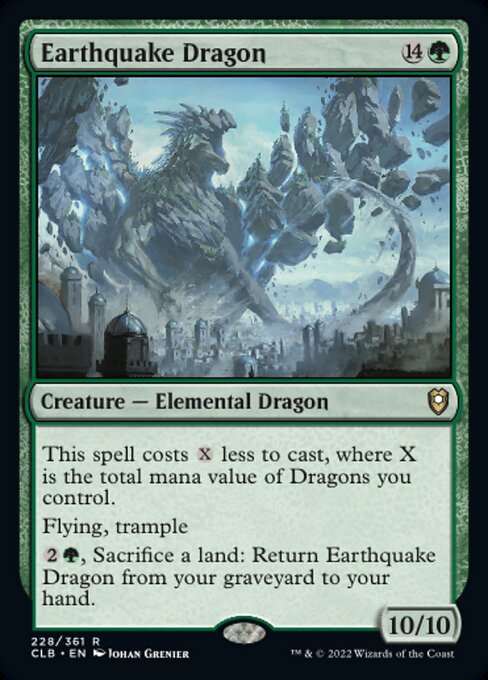 Earthquake Dragon 14
Creature — Elemental Dragon
This spell costs X less to cast, where X
is the total mana value of Dragons you
control.
Flying, trample
2, Sacrifice a land: Return Earthquake
Dragon from your graveyard to your
hand.
10/10
228/361 R
CLB • EN Johan Grenier
™ & © 2022 Wizards of the Coast